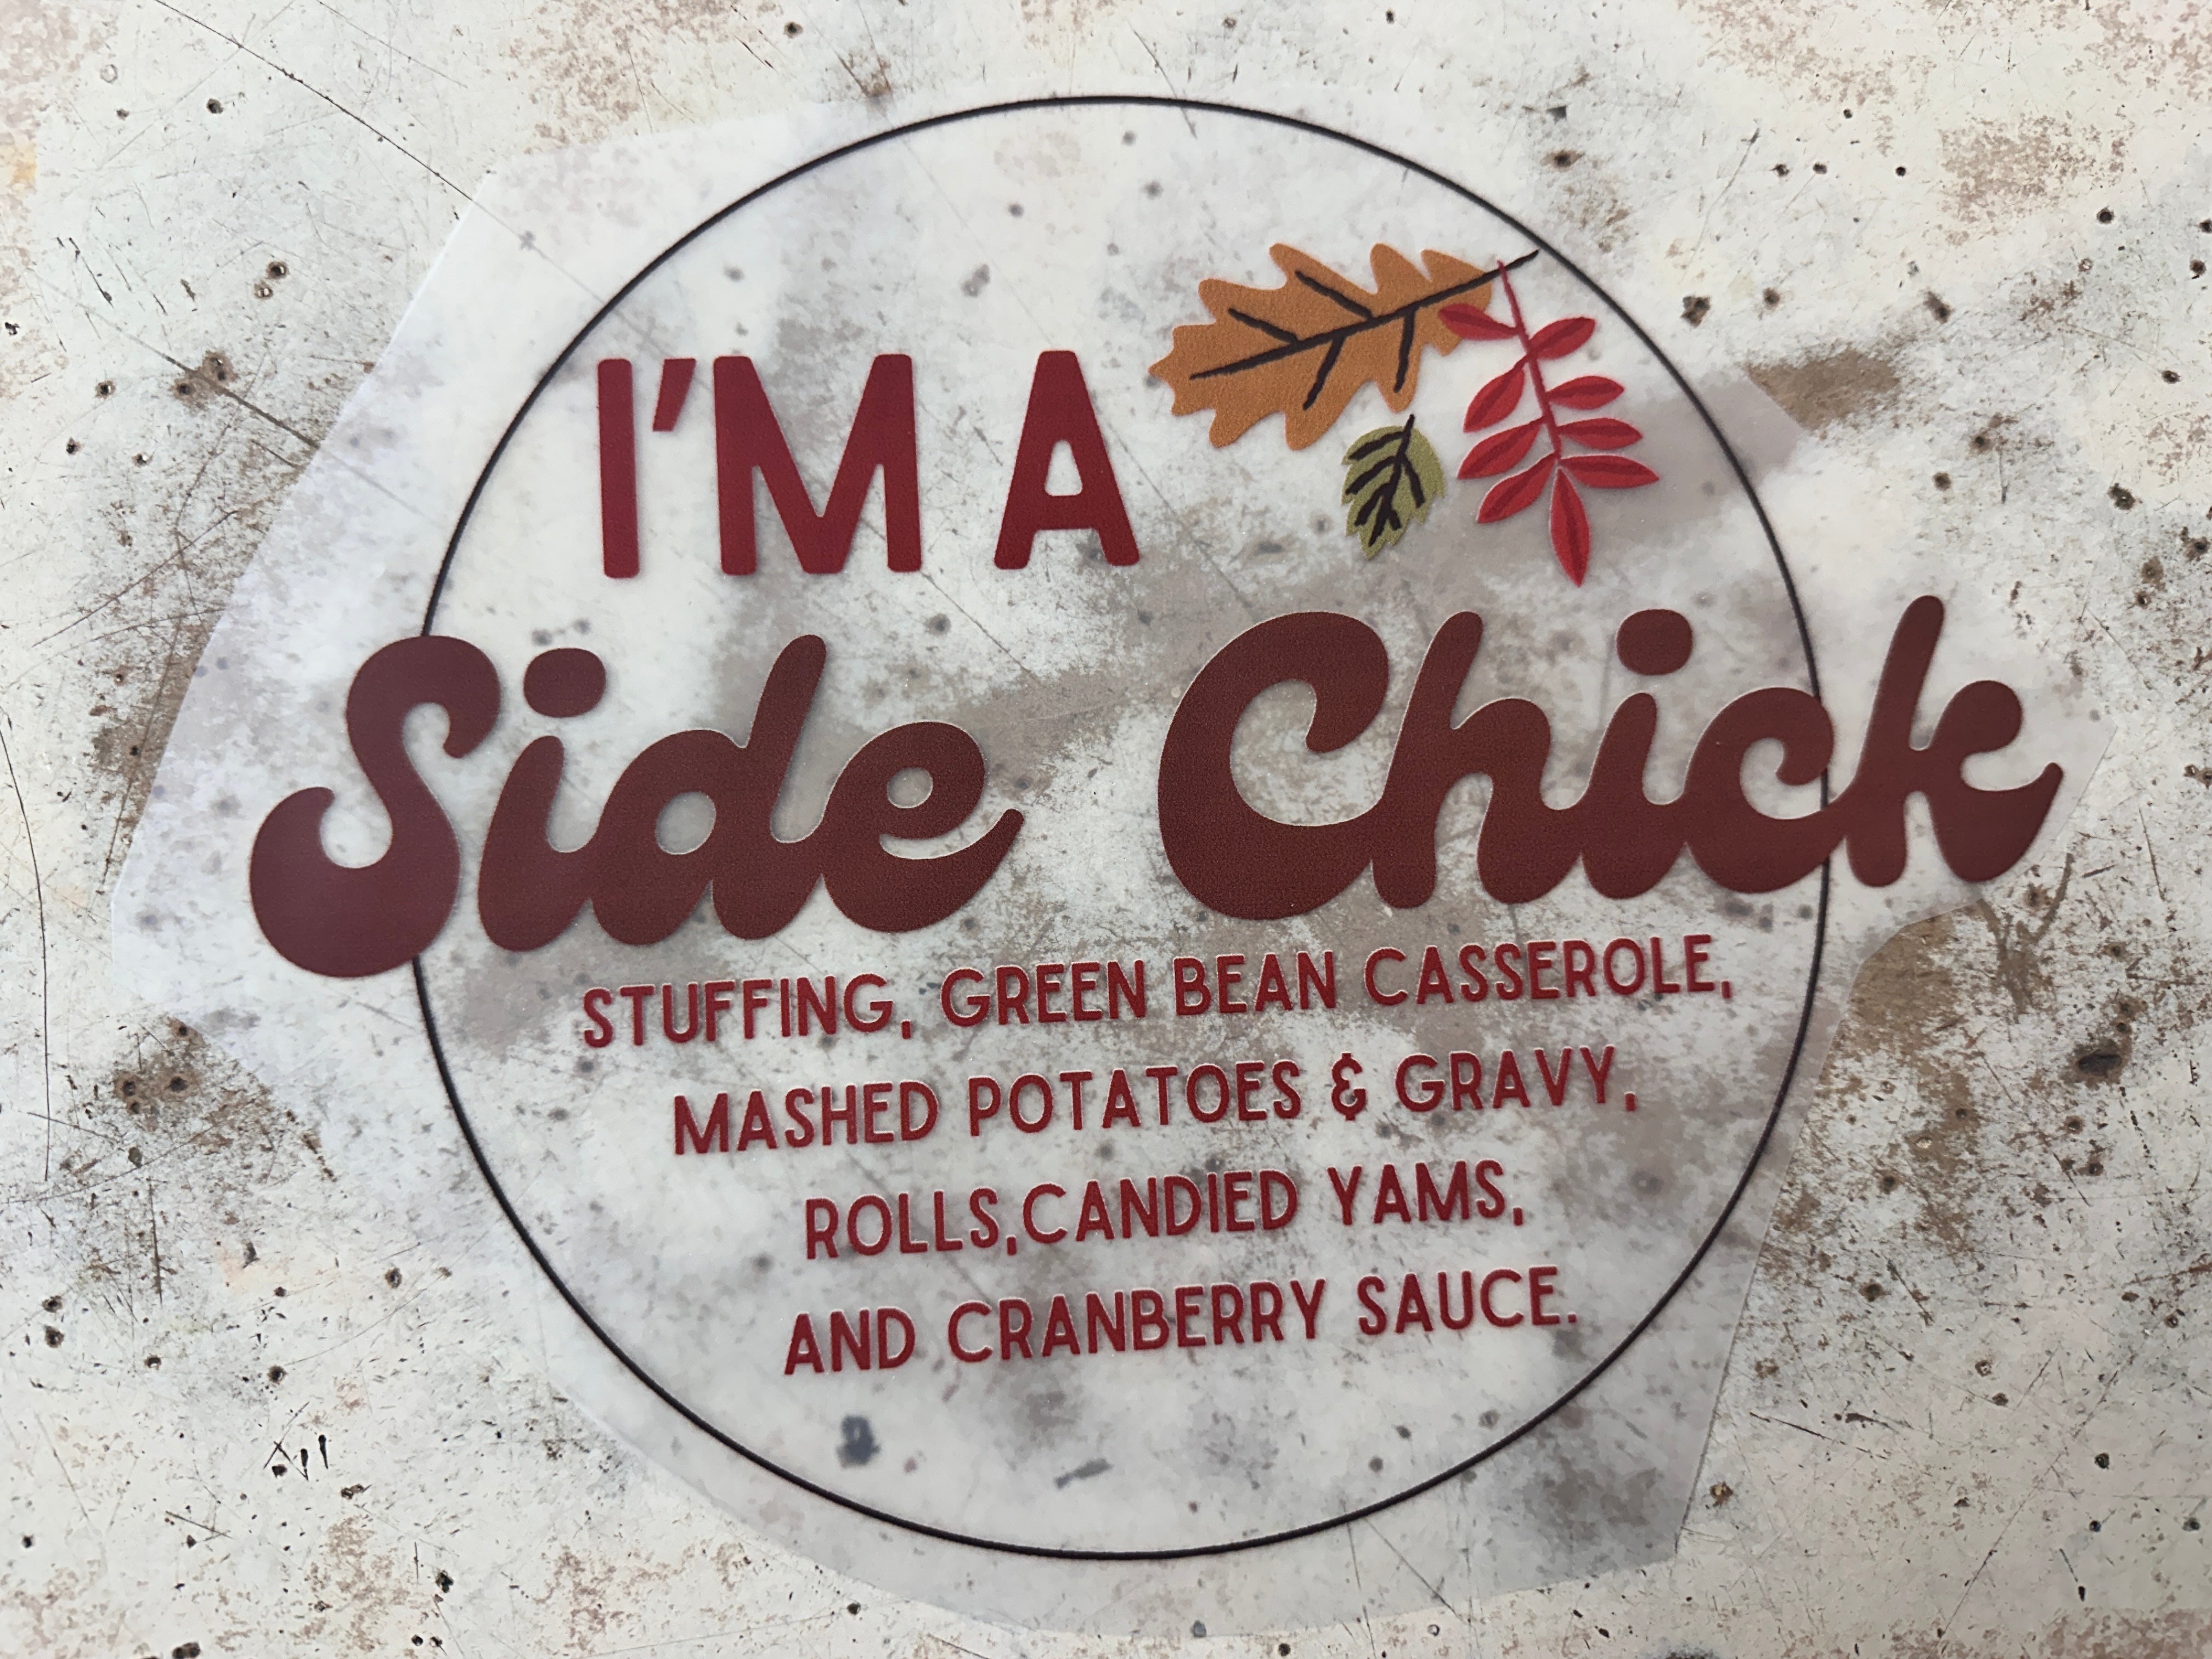 I'M A
Side Chick
STUFFING, GREEN BEAN CASSEROLE,
MASHED POTATOES & GRAVY,
ROLLS,CANDIED YAMS,
AND CRANBERRY SAUCE.